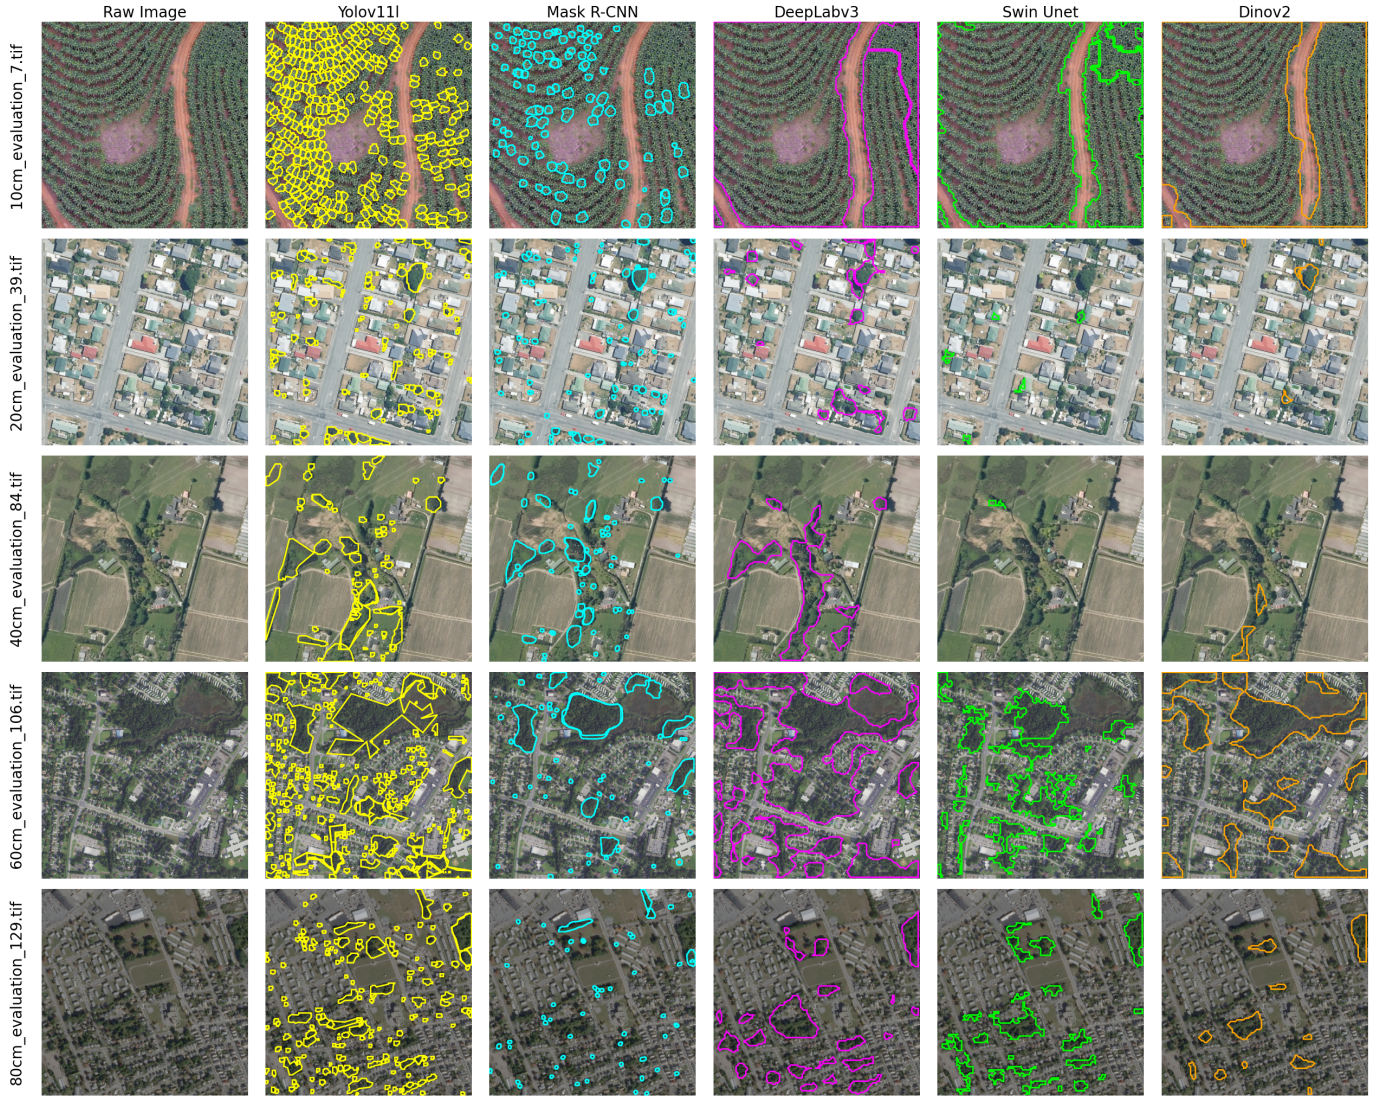 Raw Image
Yolov11l
Mask R-CNN
DeepLabv3
Swin Unet
Dinov2
10cm_evaluation_7.tif
20cm_evaluation_39.tif
40cm_evaluation_84.tif
60cm_evaluation_106.tif
80cm_evaluation_129.tif